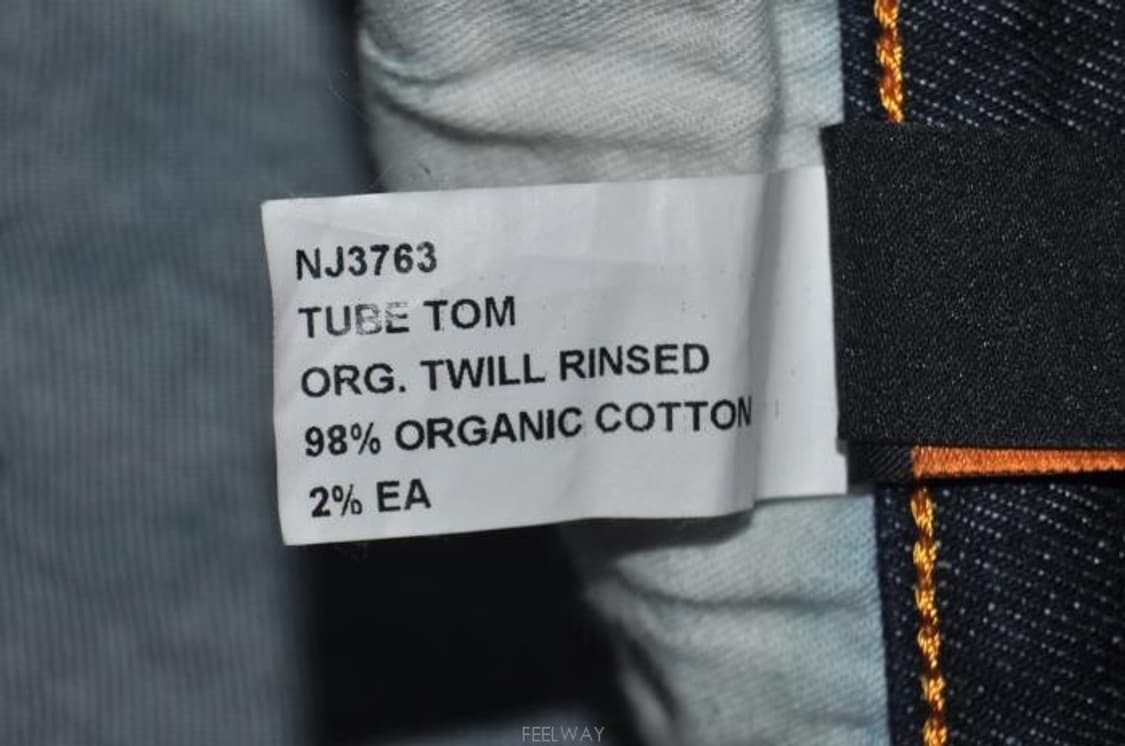 NJ3763
TUBE TOM
ORG. TWILL RINSED
98% ORGANIC COTTON
2% EA
FEELWAY